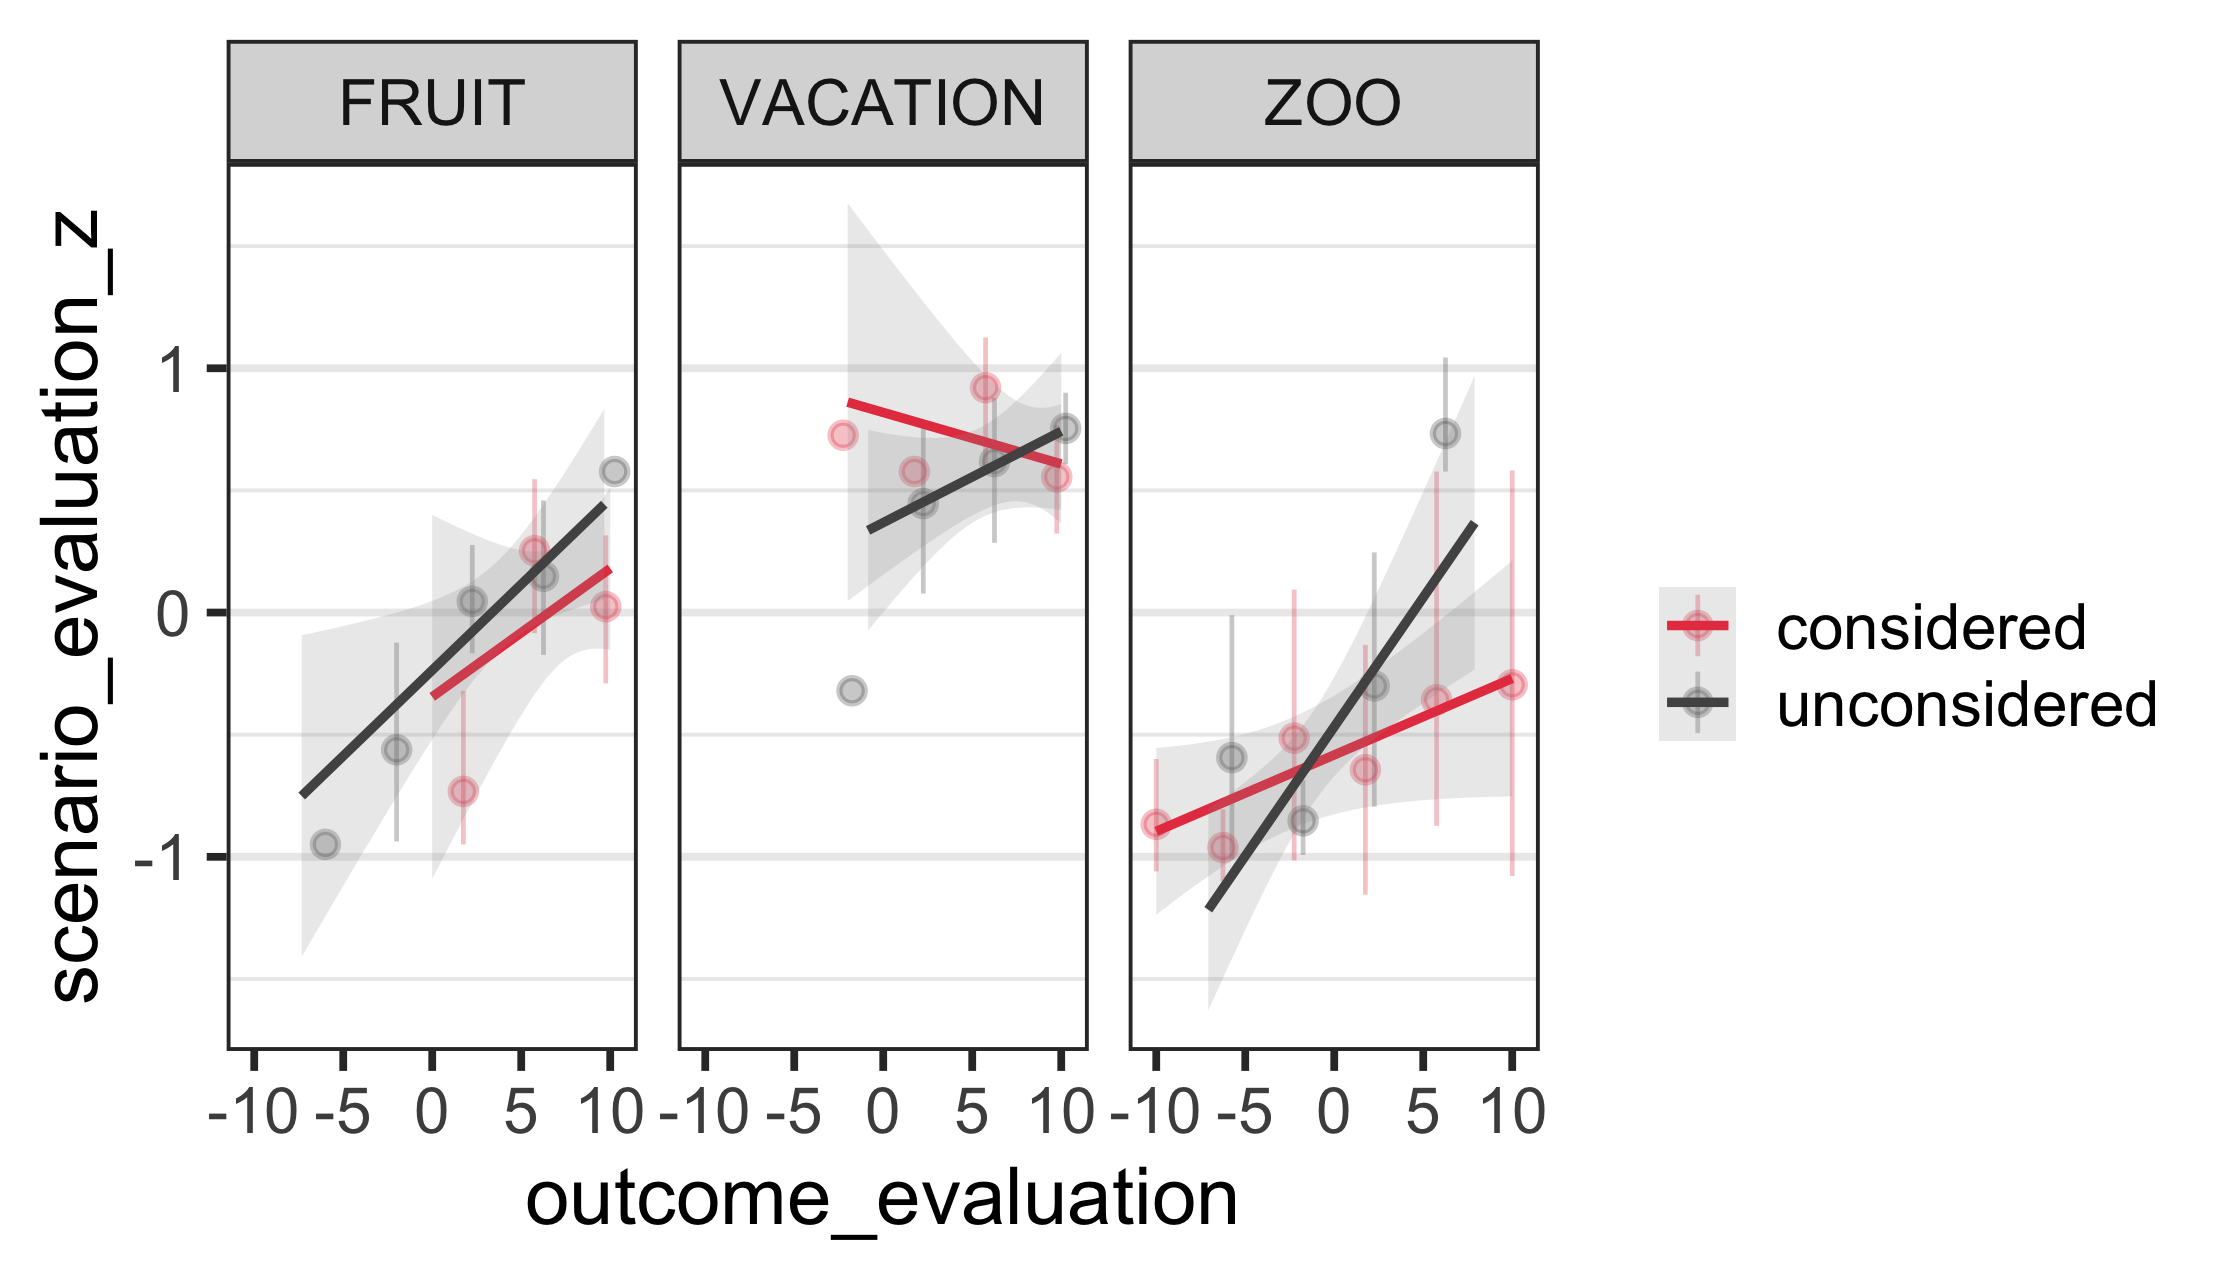 FRUIT VACATION ZOO
scenario_evaluation_z
1
0
-1
-10 -5 0 5 10 -10 -5 0 5 10 -10 -5 0 5 10
outcome_evaluation
considered
unconsidered